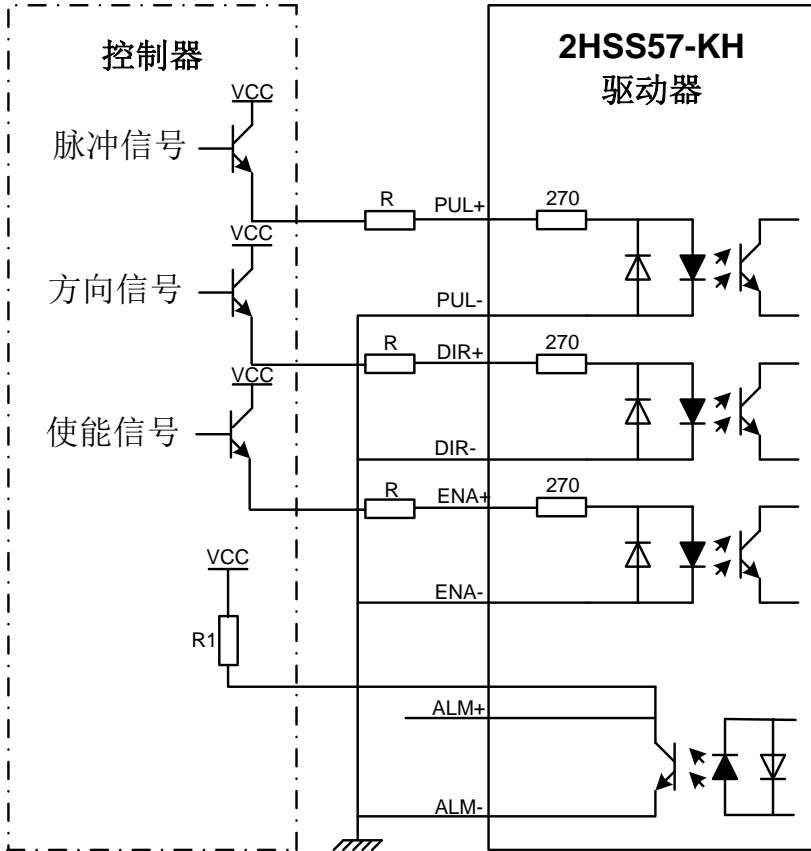 控制器
2HSS57-KH
驱动器
VCC
脉冲信号
R
PUL+
270
VCC
方向信号
PUL-
R
DIR+
270
VCC
使能信号
DIR-
R
ENA+
270
VCC
ENA-
R1
ALM+
ALM-